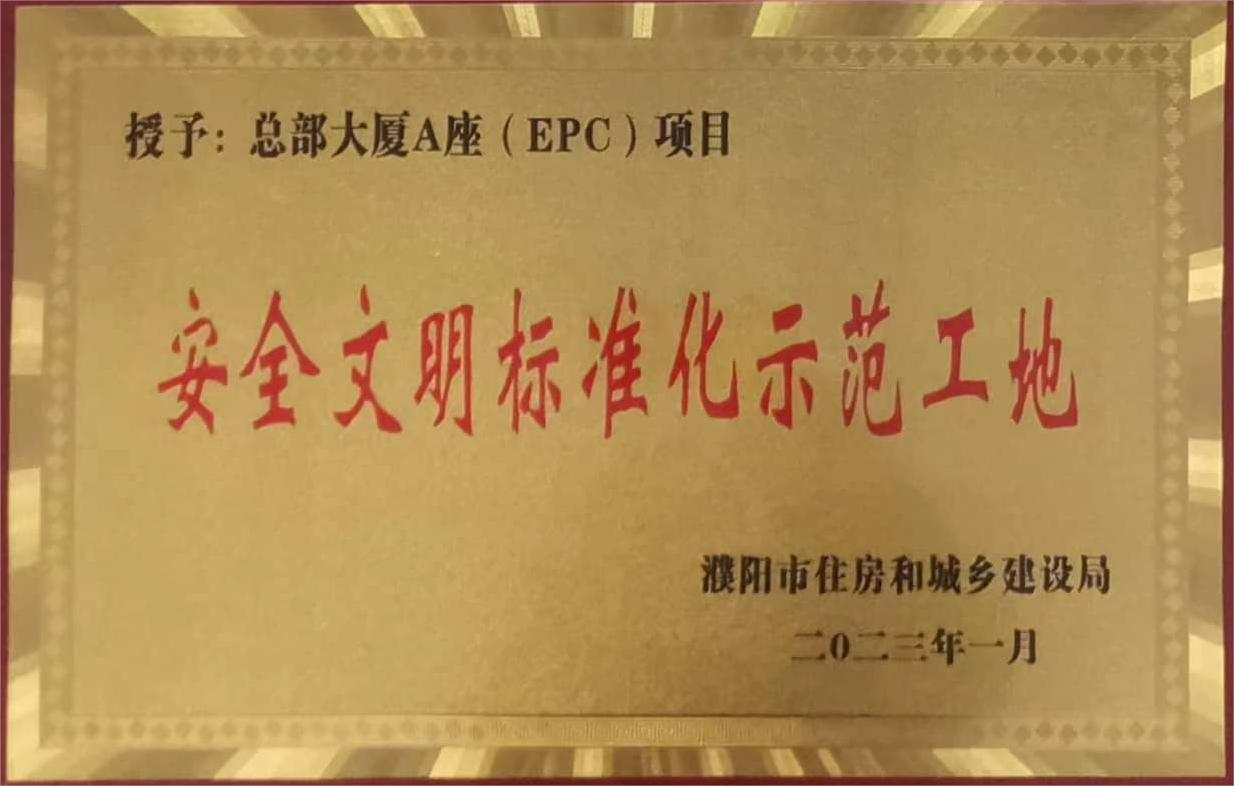 授予：总部大厦A座（EPC）项目
安全文明标准化示范工地
濮阳市住房和城乡建设局
二0二三年一月